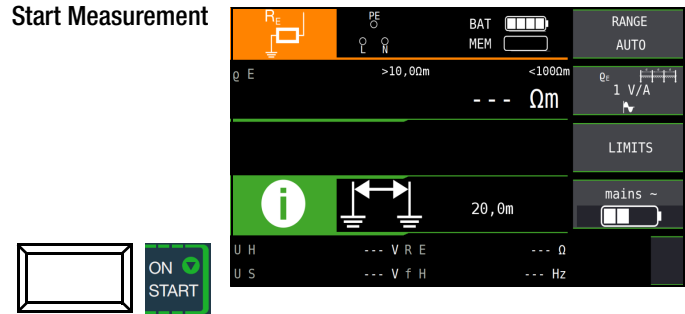 Start Measurement
RE
PE
L N
BAT
MEM
RANGE
AUTO
ϱ E >10,0Ωm <100Ωm
--- Ωm
ϱE
1 V/A
LIMITS
i
20,0m
mains ~
U H --- V R E --- Ω
U S --- V f H --- Hz
ON
START